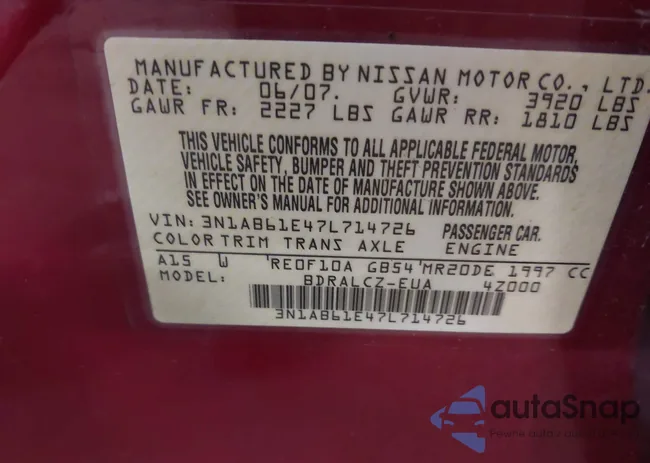 MANUFACTURED BY NISSAN MOTOR CO., LTD.
DATE: 06/07. GVWR: 3920 LBS
GAWR FR: 2227 LBS GAWR RR: 1810 LBS
THIS VEHICLE CONFORMS TO ALL APPLICABLE FEDERAL MOTOR
VEHICLE SAFETY, BUMPER AND THEFT PREVENTION STANDARDS
IN EFFECT ON THE DATE OF MANUFACTURE SHOWN ABOVE.
SEE OWNER'S MANUAL FOR ADDITIONAL INFORMATION.
VIN: 3N1AB61E47L714726 PASSENGER CAR.
COLOR TRIM TRANS AXLE ENGINE
A15 W 'RE0F10A GB54'MR20DE 1997 CC
MODEL: BDRALCZ-EUA 4Z000
3N1AB61E47L714726
autoSnap